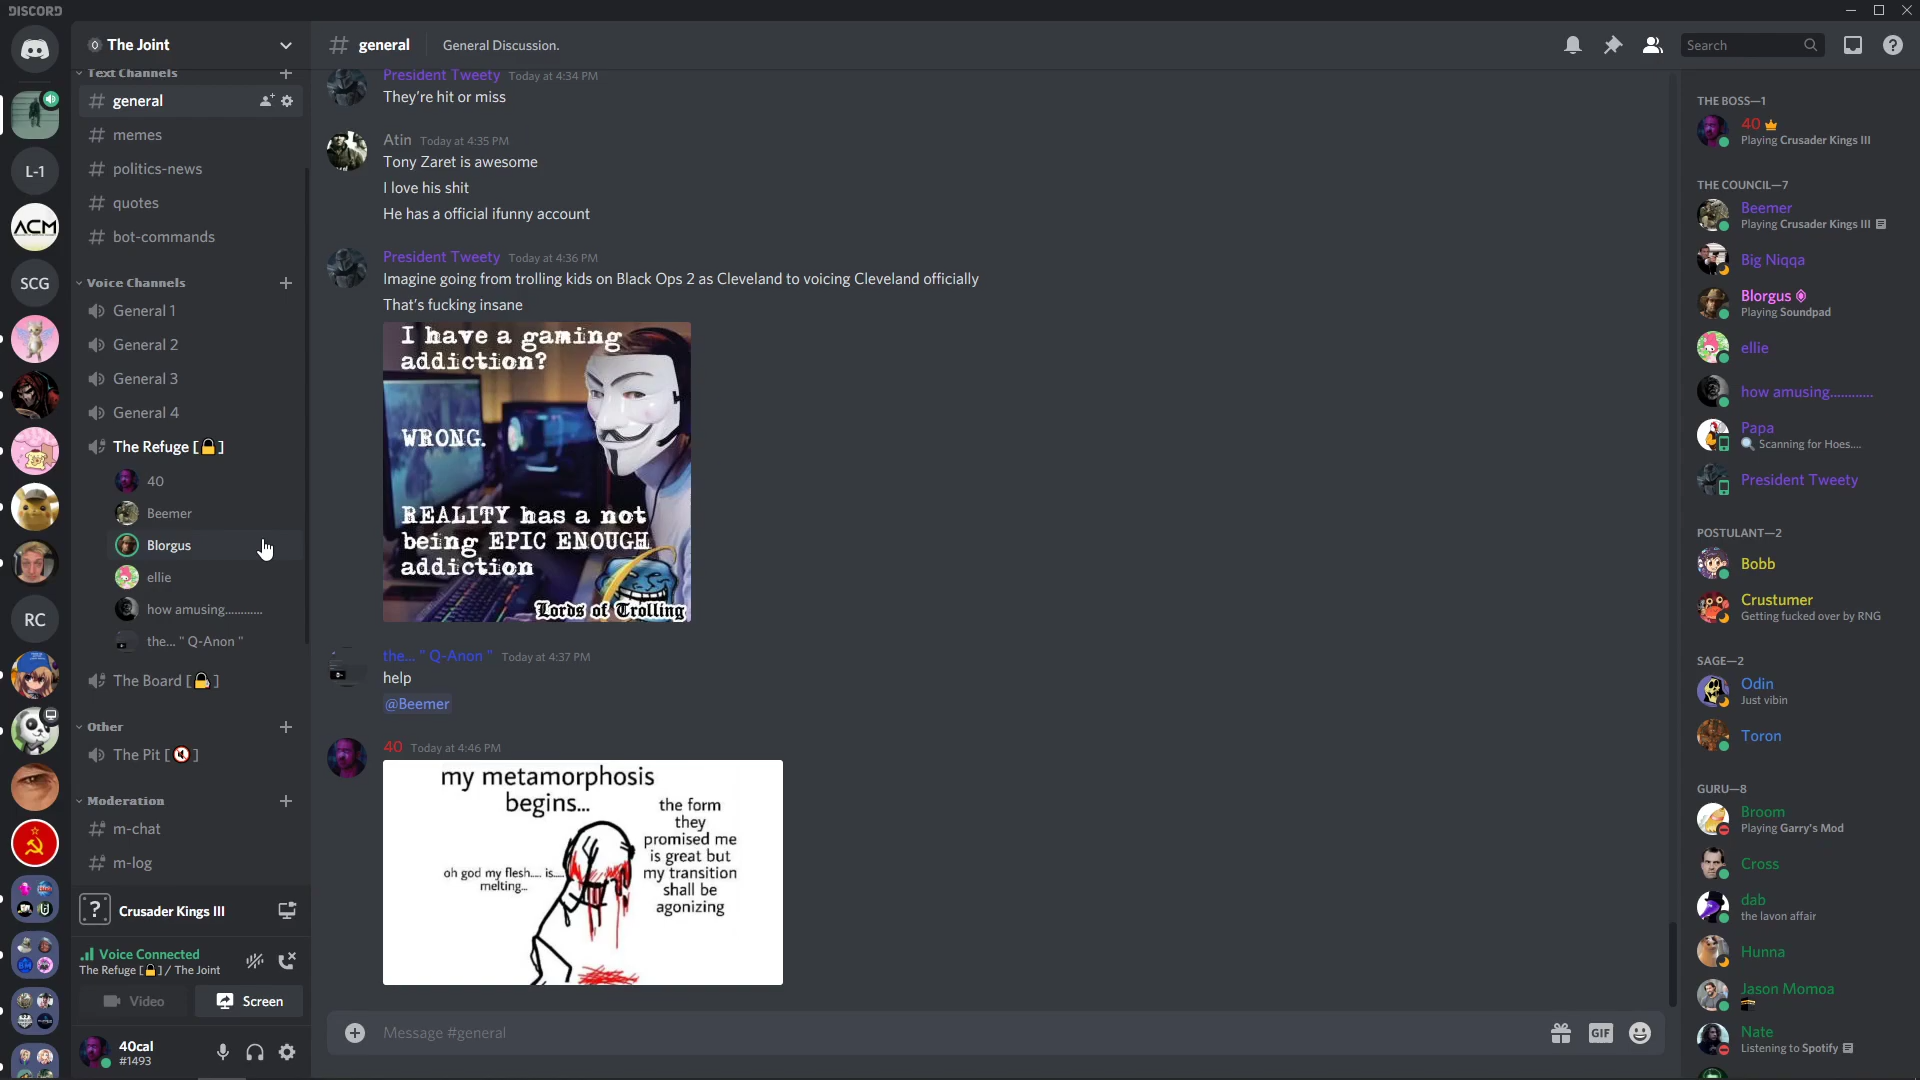 DISCORD
The Joint
Text Channels
general
memes
politics-news
quotes
bot-commands
Voice Channels
General 1
General 2
General 3
General 4
The Refuge [🔒]
40
Beemer
Blorgus
ellie
how amusing............
the... " Q-Anon "
The Board [🔏]
Other
The Pit [🔇]
Moderation
m-chat
m-log
Crusader Kings III
Voice Connected
The Refuge [🔒] / The Joint
Video
Screen
40cal
#1493
L-1
ACM
SCG
RC
general
General Discussion.
Search
President Tweety Today at 4:34 PM
They're hit or miss
Atin Today at 4:35 PM
Tony Zaret is awesome
I love his shit
He has a official ifunny account
President Tweety Today at 4:36 PM
Imagine going from trolling kids on Black Ops 2 as Cleveland to voicing Cleveland officially
That's fucking insane
I have a gaming
addiction?
WRONG.
REALITY has a not
being EPIC ENOUGH
addiction
Lords of Trolling
the... " Q-Anon " Today at 4:37 PM
help
@Beemer
40 Today at 4:46 PM
my metamorphosis
begins...
the form
they
promised me
is great but
my transition
shall be
agonizing
oh god my flesh.... is....
melting...
Message #general
GIF
THE BOSS—1
40
Playing Crusader Kings III
THE COUNCIL—7
Beemer
Playing Crusader Kings III
Big Niqqa
Blorgus
Playing Soundpad
ellie
how amusing............
Papa
🔍 Scanning for Hoes....
President Tweety
POSTULANT—2
Bobb
Crustumer
Getting fucked over by RNG
SAGE—2
Odin
Just vibin
Toron
GURU—8
Broom
Playing Garry's Mod
Cross
dab
the lavon affair
Hunna
Jason Momoa
Nate
Listening to Spotify